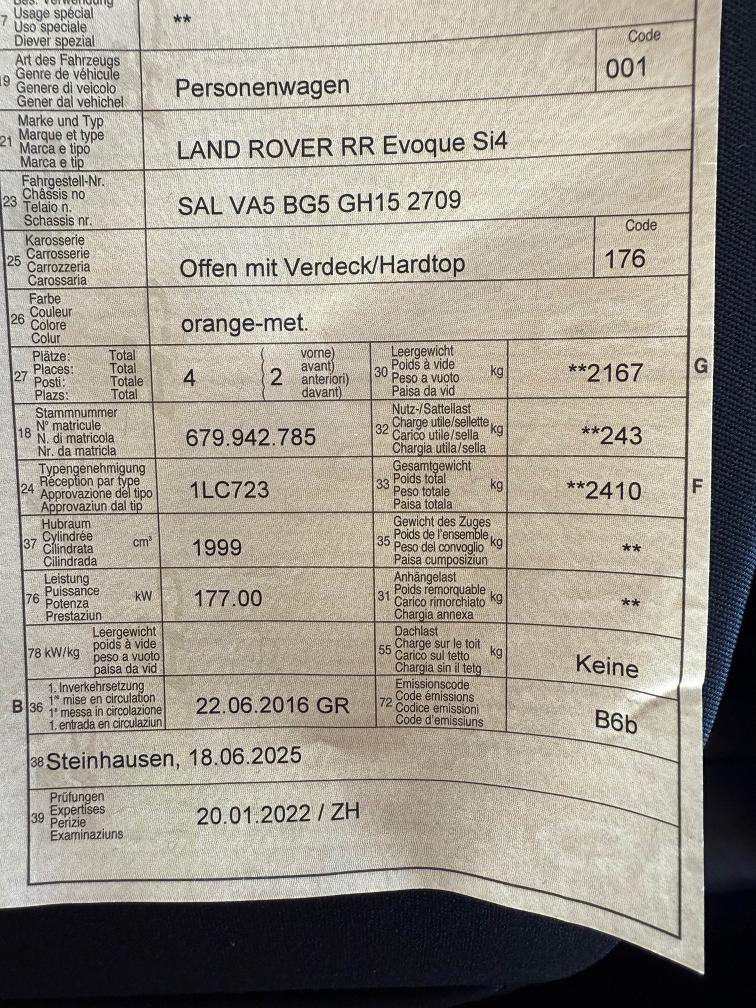 Bes. Verwendung
7 Usage spécial **
Uso speciale
Diever spezial
Art des Fahrzeugs Code
19 Genre de véhicule Personenwagen 001
Genere di veicolo
Gener dal vehichel
Marke und Typ
21 Marque et type LAND ROVER RR Evoque Si4
Marca e tipo
Marca e tip
Fahrgestell-Nr.
23 Châssis no SAL VA5 BG5 GH15 2709
Telaio n.
Schassis nr.
Karosserie Code
25 Carrosserie Offen mit Verdeck/Hardtop 176
Carrozzeria
Carossaria
Farbe
26 Couleur orange-met.
Colore
Colur
27 Plätze: Total 4 ( 2 vorne)
Places: Total avant)
Posti: Totale anteriori)
Plazs: Total davant)
30 Leergewicht kg **2167 G
Poids à vide
Peso a vuoto
Paisa da vid
18 Stammnummer 679.942.785
N° matricule
N. di matricola
Nr. da matricla
32 Nutz-/Sattellast kg **243
Charge utile/sellette
Carico utile/sella
Chargia utila/sella
24 Typengenehmigung 1LC723
Réception par type
Approvazione del tipo
Approvaziun dal tip
33 Gesamtgewicht kg **2410 F
Poids total
Peso totale
Paisa totala
37 Hubraum cm³ 1999
Cylindrée
Cilindrata
Cilindrada
35 Gewicht des Zuges kg **
Poids de l'ensemble
Peso del convoglio
Paisa cumposiziun
76 Leistung kW 177.00
Puissance
Potenza
Prestaziun
31 Anhängelast kg **
Poids remorquable
Carico rimorchiato
Chargia annexa
78 kW/kg Leergewicht
poids à vide
peso a vuoto
paisa da vid
55 Dachlast kg Keine
Charge sur le toit
Carico sul tetto
Chargia sin il tetg
B 36 1. Inverkehrsetzung 22.06.2016 GR
1re mise en circulation
1a messa in circolazione
1. entrada en circulaziun
72 Emissionscode B6b
Code émissions
Codice emissioni
Code d'emissiuns
38 Steinhausen, 18.06.2025
39 Prüfungen 20.01.2022 / ZH
Expertises
Perizie
Examinaziuns